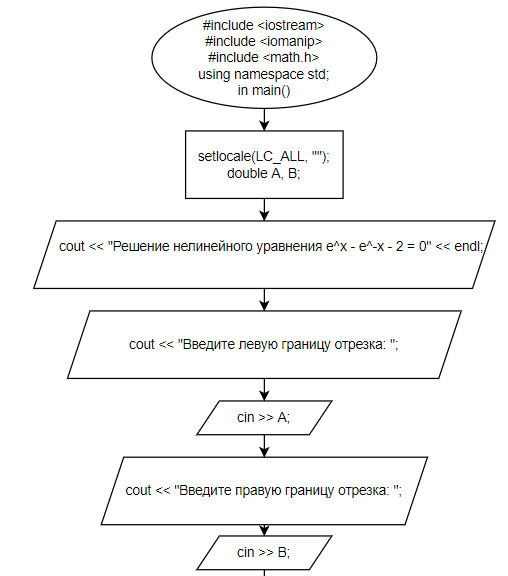 #include <iostream>
#include <iomanip>
#include <math.h>
using namespace std;
in main()
setlocale(LC_ALL, "");
double A, B;
cout << "Решение нелинейного уравнения e^x - e^-x - 2 = 0" << endl;
cout << "Введите левую границу отрезка: ";
cin >> A;
cout << "Введите правую границу отрезка: ";
cin >> B;